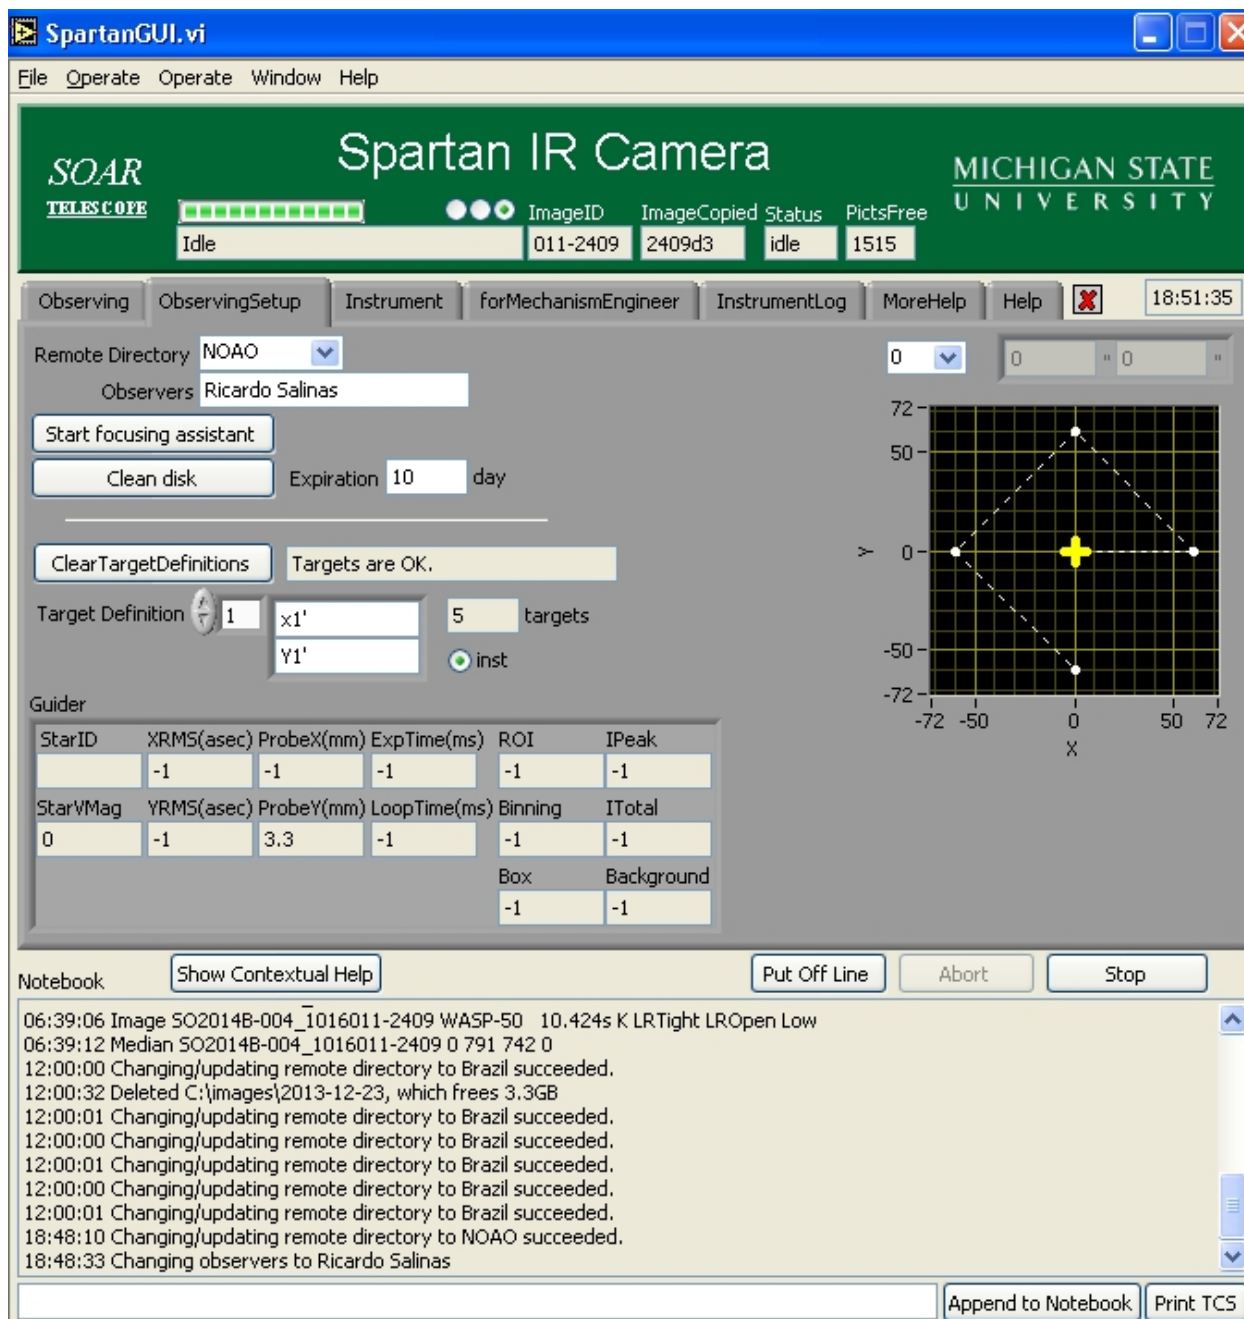 SpartanGUI.vi
File Operate Operate Window Help
SOAR
TELESCOPE
Spartan IR Camera
MICHIGAN STATE
UNIVERSITY
ImageID ImageCopied Status PictsFree
Idle 011-2409 2409d3 idle 1515
Observing ObservingSetup Instrument forMechanismEngineer InstrumentLog MoreHelp Help 18:51:35
Remote Directory NOAO
0 0 " 0 "
Observers Ricardo Salinas
Start focusing assistant
Clean disk Expiration 10 day
ClearTargetDefinitions Targets are OK.
Target Definition 1 x1' 5 targets
Y1' inst
72
50
Y 0
-50
-72
-72 -50 0 50 72
X
Guider
StarID XRMS(asec) ProbeX(mm) ExpTime(ms) ROI IPeak
-1 -1 -1 -1 -1
StarVMag YRMS(asec) ProbeY(mm) LoopTime(ms) Binning ITotal
0 -1 3.3 -1 -1 -1
Box Background
-1 -1
Notebook Show Contextual Help Put Off Line Abort Stop
06:39:06 Image SO2014B-004_1016011-2409 WASP-50 10.424s K LRTight LROpen Low
06:39:12 Median SO2014B-004_1016011-2409 0 791 742 0
12:00:00 Changing/updating remote directory to Brazil succeeded.
12:00:32 Deleted C:\images\2013-12-23, which frees 3.3GB
12:00:01 Changing/updating remote directory to Brazil succeeded.
12:00:00 Changing/updating remote directory to Brazil succeeded.
12:00:01 Changing/updating remote directory to Brazil succeeded.
12:00:00 Changing/updating remote directory to Brazil succeeded.
12:00:01 Changing/updating remote directory to Brazil succeeded.
18:48:10 Changing/updating remote directory to NOAO succeeded.
18:48:33 Changing observers to Ricardo Salinas
Append to Notebook Print TCS